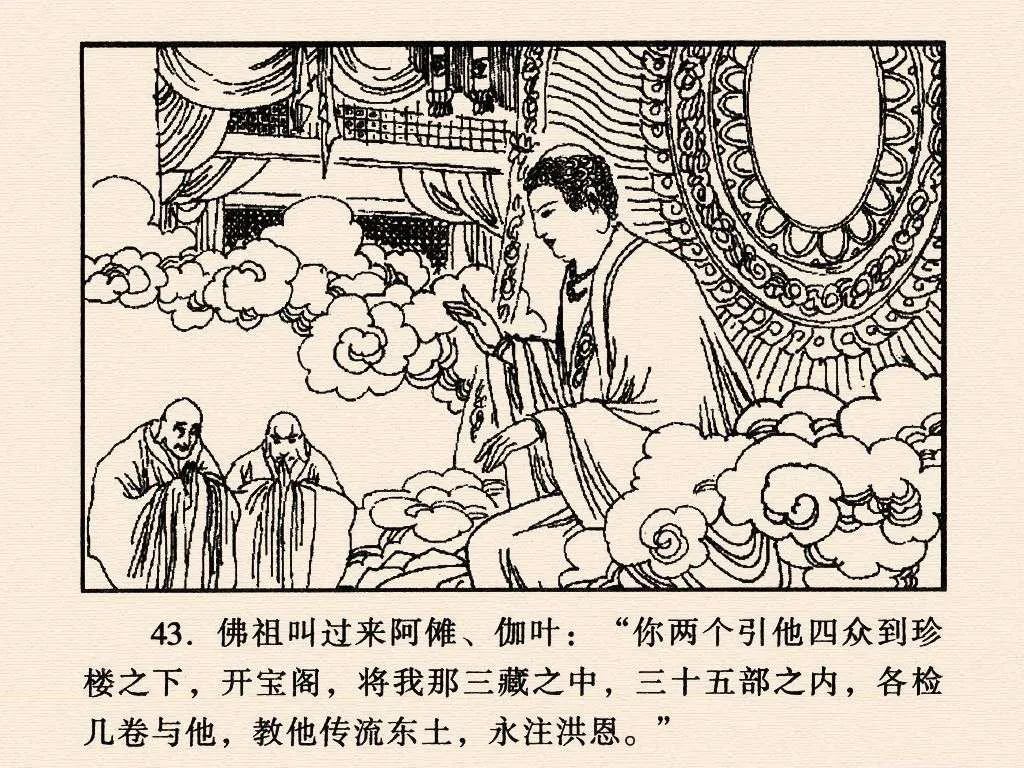 43. 佛祖叫过来阿傩、伽叶：“你两个引他四众到珍
楼之下，开宝阁，将我那三藏之中，三十五部之内，各检
几卷与他，教他传流东土，永注洪恩。”